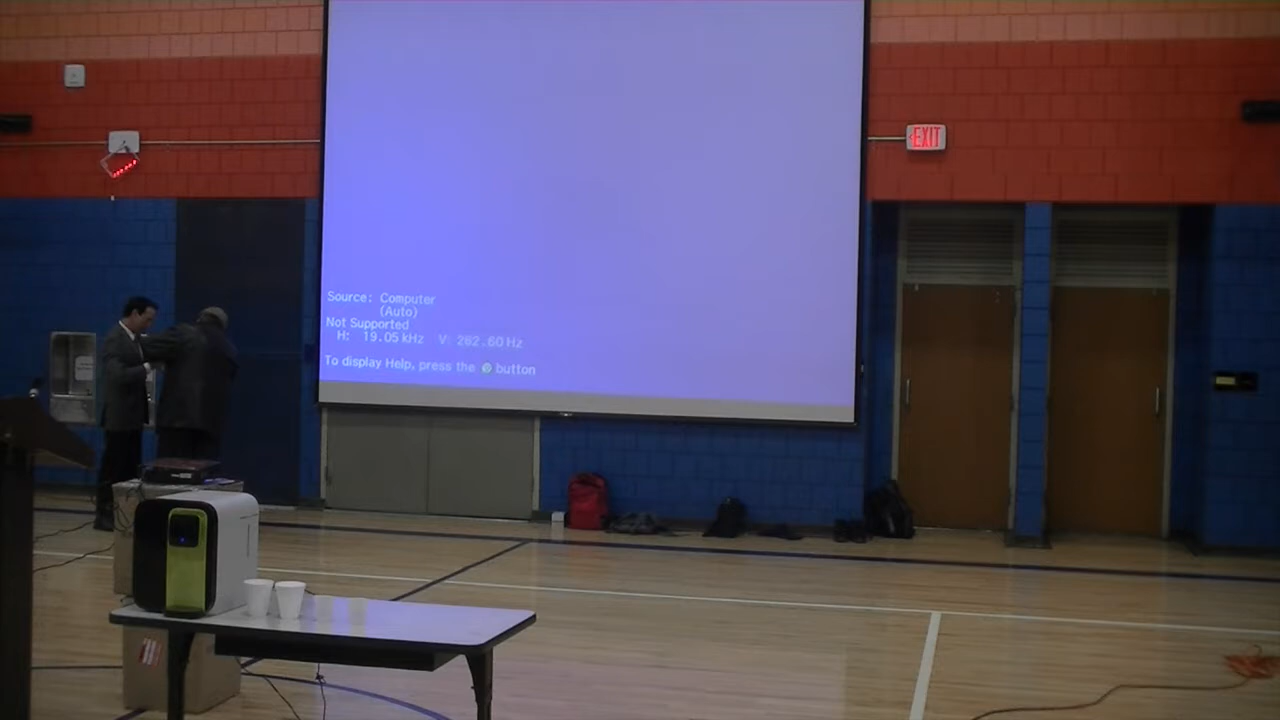 EXIT
Source: Computer
(Auto)
Not Supported
H: 19.05 kHz V: 262.60 Hz
To display Help, press the button